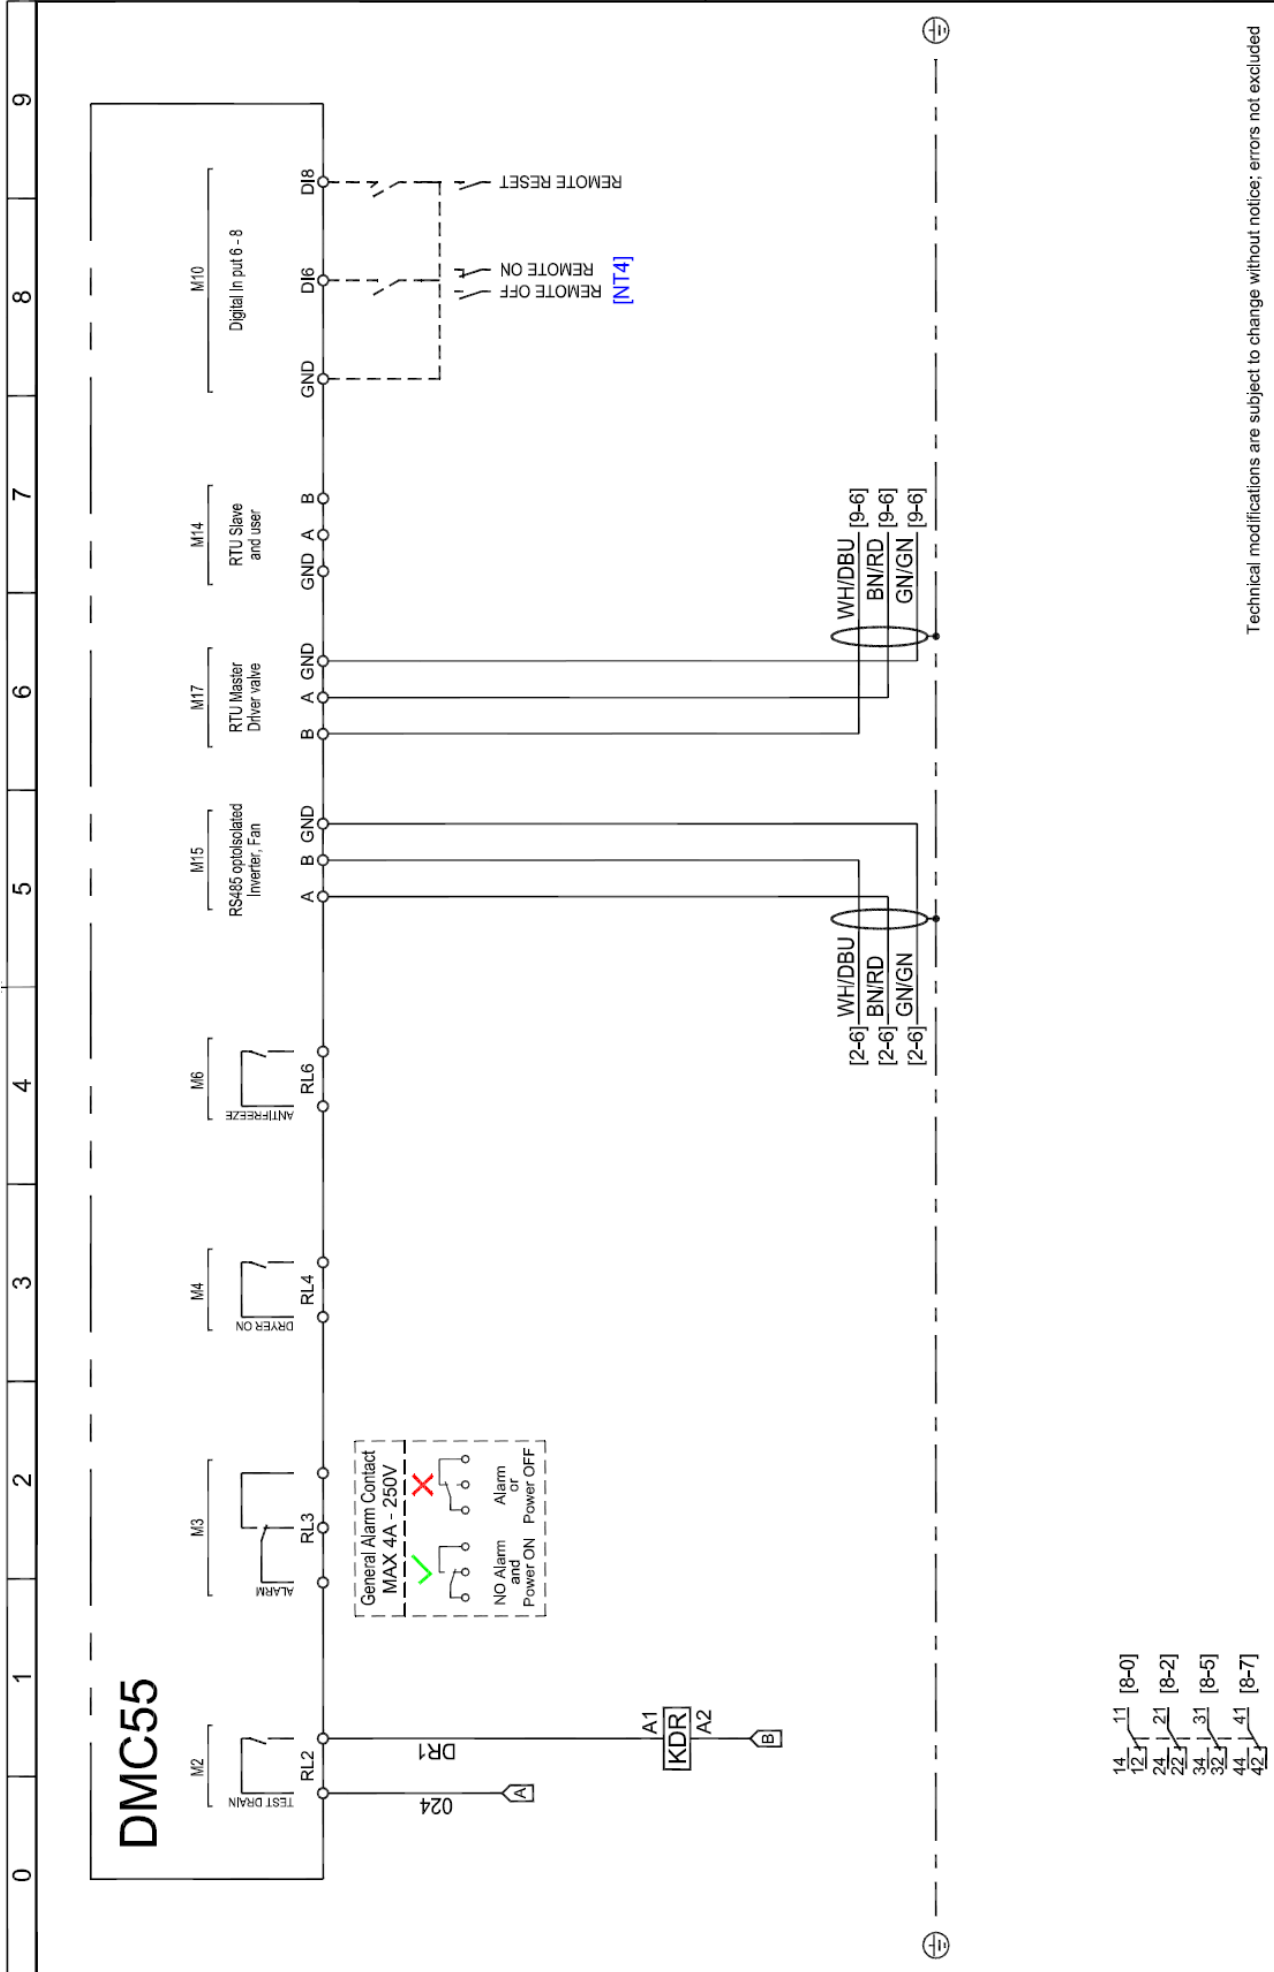 0
1
2
3
4
5
6
7
8
9
DMC55
M2
TEST DRAIN
RL2
024
A
DR1
A1
KDR
A2
B
M3
ALARM
RL3
General Alarm Contact
MAX 4A - 250V
NO Alarm
and
Power ON
Alarm
or
Power OFF
M4
DRYER ON
RL4
M6
ANTIFREEZE
RL6
M15
RS485 optoisolated
Inverter, Fan
A
B
GND
[2-6] WH/DBU
[2-6] BN/RD
[2-6] GN/GN
M17
RTU Master
Driver valve
B
A
GND
WH/DBU [9-6]
BN/RD [9-6]
GN/GN [9-6]
M14
RTU Slave
and user
GND
A
B
M10
Digital In put 6 - 8
GND
DI6
DI8
REMOTE OFF
REMOTE ON
[NT4]
REMOTE RESET
14 11 [8-0]
12
24 21 [8-2]
22
34 31 [8-5]
32
44 41 [8-7]
42
Technical modifications are subject to change without notice; errors not excluded